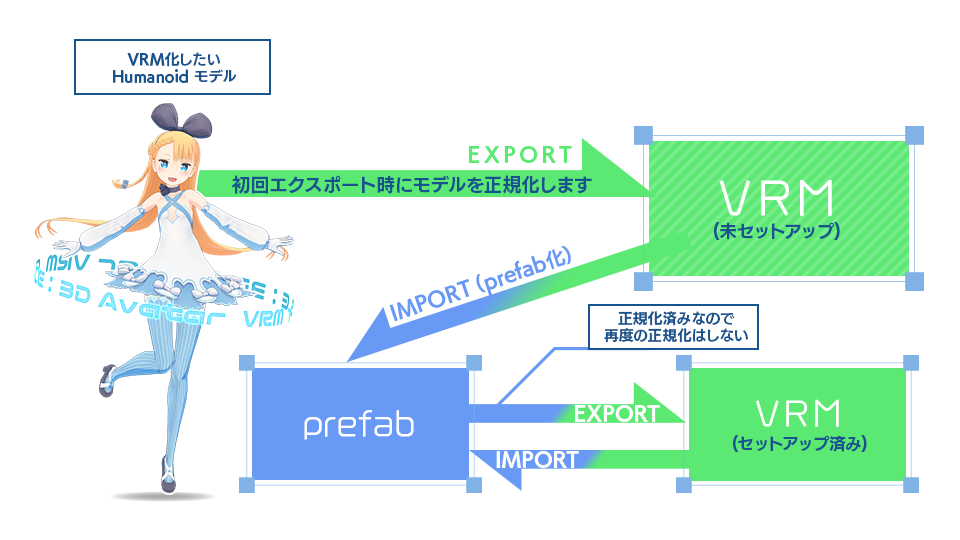 VRM化したい
Humanoid モデル
EXPORT
初回エクスポート時にモデルを正規化します
VRM
(未セットアップ)
IMPORT (prefab化)
正規化済みなので
再度の正規化はしない
prefab
EXPORT
IMPORT
VRM
(セットアップ済み)
3D Avatar VRM